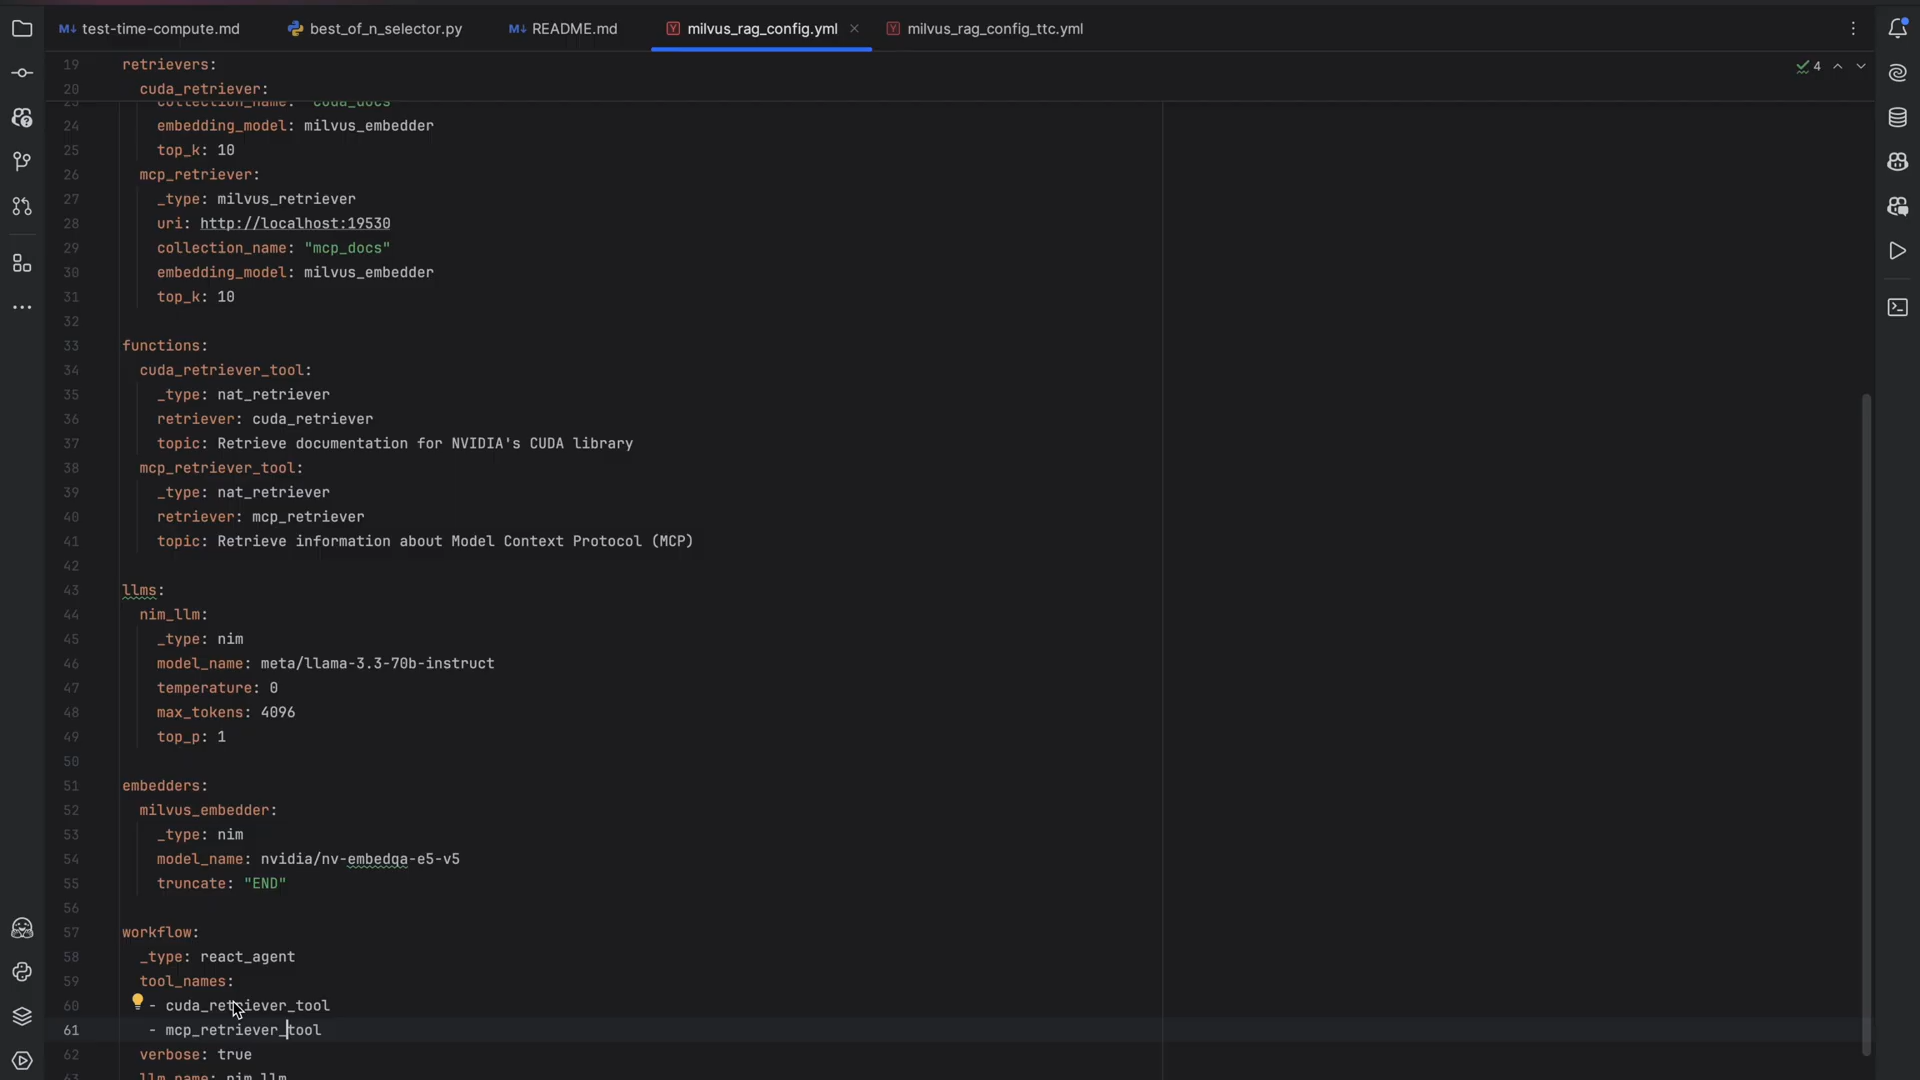 test-time-compute.md best_of_n_selector.py README.md milvus_rag_config.yml milvus_rag_config_ttc.yml
19 retrievers:
4
20 cuda_retriever:
23 collection_name: "cuda_docs"
24 embedding_model: milvus_embedder
25 top_k: 10
26 mcp_retriever:
27 _type: milvus_retriever
28 uri: http://localhost:19530
29 collection_name: "mcp_docs"
30 embedding_model: milvus_embedder
31 top_k: 10
32
33 functions:
34 cuda_retriever_tool:
35 _type: nat_retriever
36 retriever: cuda_retriever
37 topic: Retrieve documentation for NVIDIA's CUDA library
38 mcp_retriever_tool:
39 _type: nat_retriever
40 retriever: mcp_retriever
41 topic: Retrieve information about Model Context Protocol (MCP)
42
43 llms:
44 nim_llm:
45 _type: nim
46 model_name: meta/llama-3.3-70b-instruct
47 temperature: 0
48 max_tokens: 4096
49 top_p: 1
50
51 embedders:
52 milvus_embedder:
53 _type: nim
54 model_name: nvidia/nv-embedqa-e5-v5
55 truncate: "END"
56
57 workflow:
58 _type: react_agent
59 tool_names:
60 - cuda_retriever_tool
61 - mcp_retriever_tool
62 verbose: true
63 llm_name: nim_llm